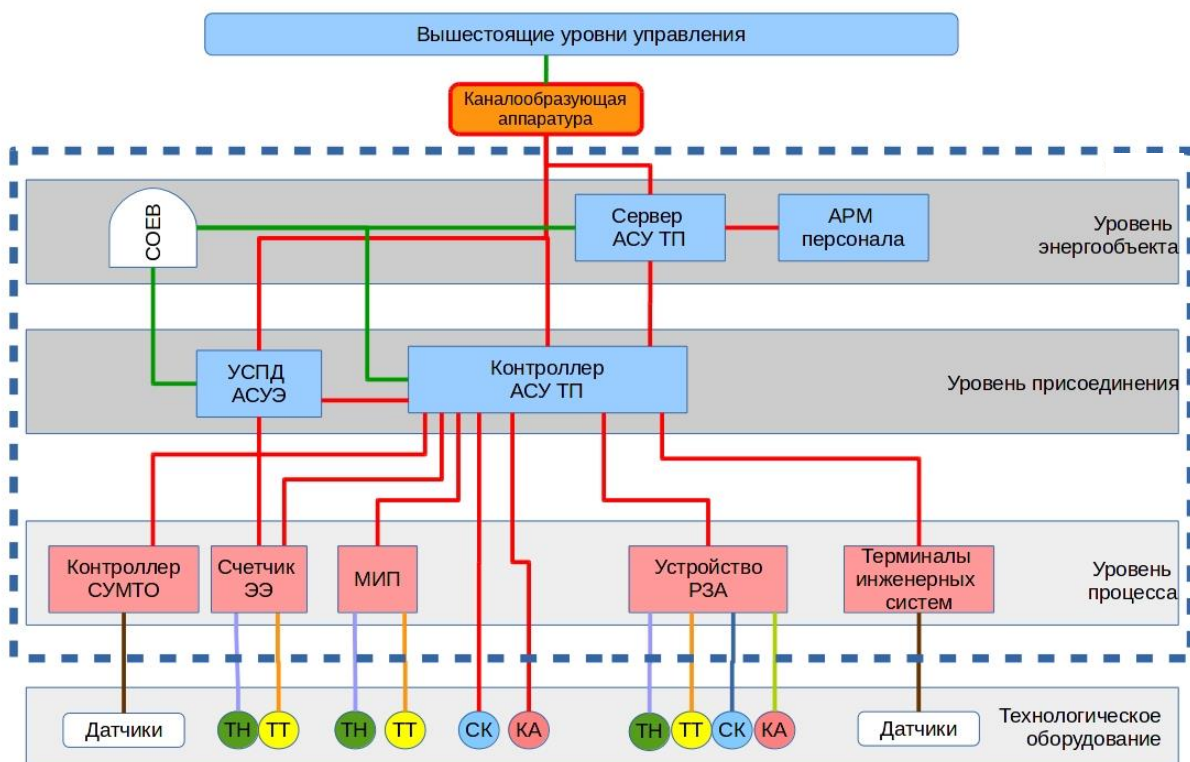 Вышестоящие уровни управления
Каналообразующая
аппаратура
СОЕВ
Сервер
АСУ ТП
АРМ
персонала
Уровень
энергообъекта
УСПД
АСУЭ
Контроллер
АСУ ТП
Уровень присоединения
Контроллер
СУМТО
Счетчик
ЭЭ
МИП
Устройство
РЗА
Терминалы
инженерных
систем
Уровень
процесса
Датчики
ТН
ТТ
ТН
ТТ
СК
КА
ТН
ТТ
СК
КА
Датчики
Технологическое
оборудование